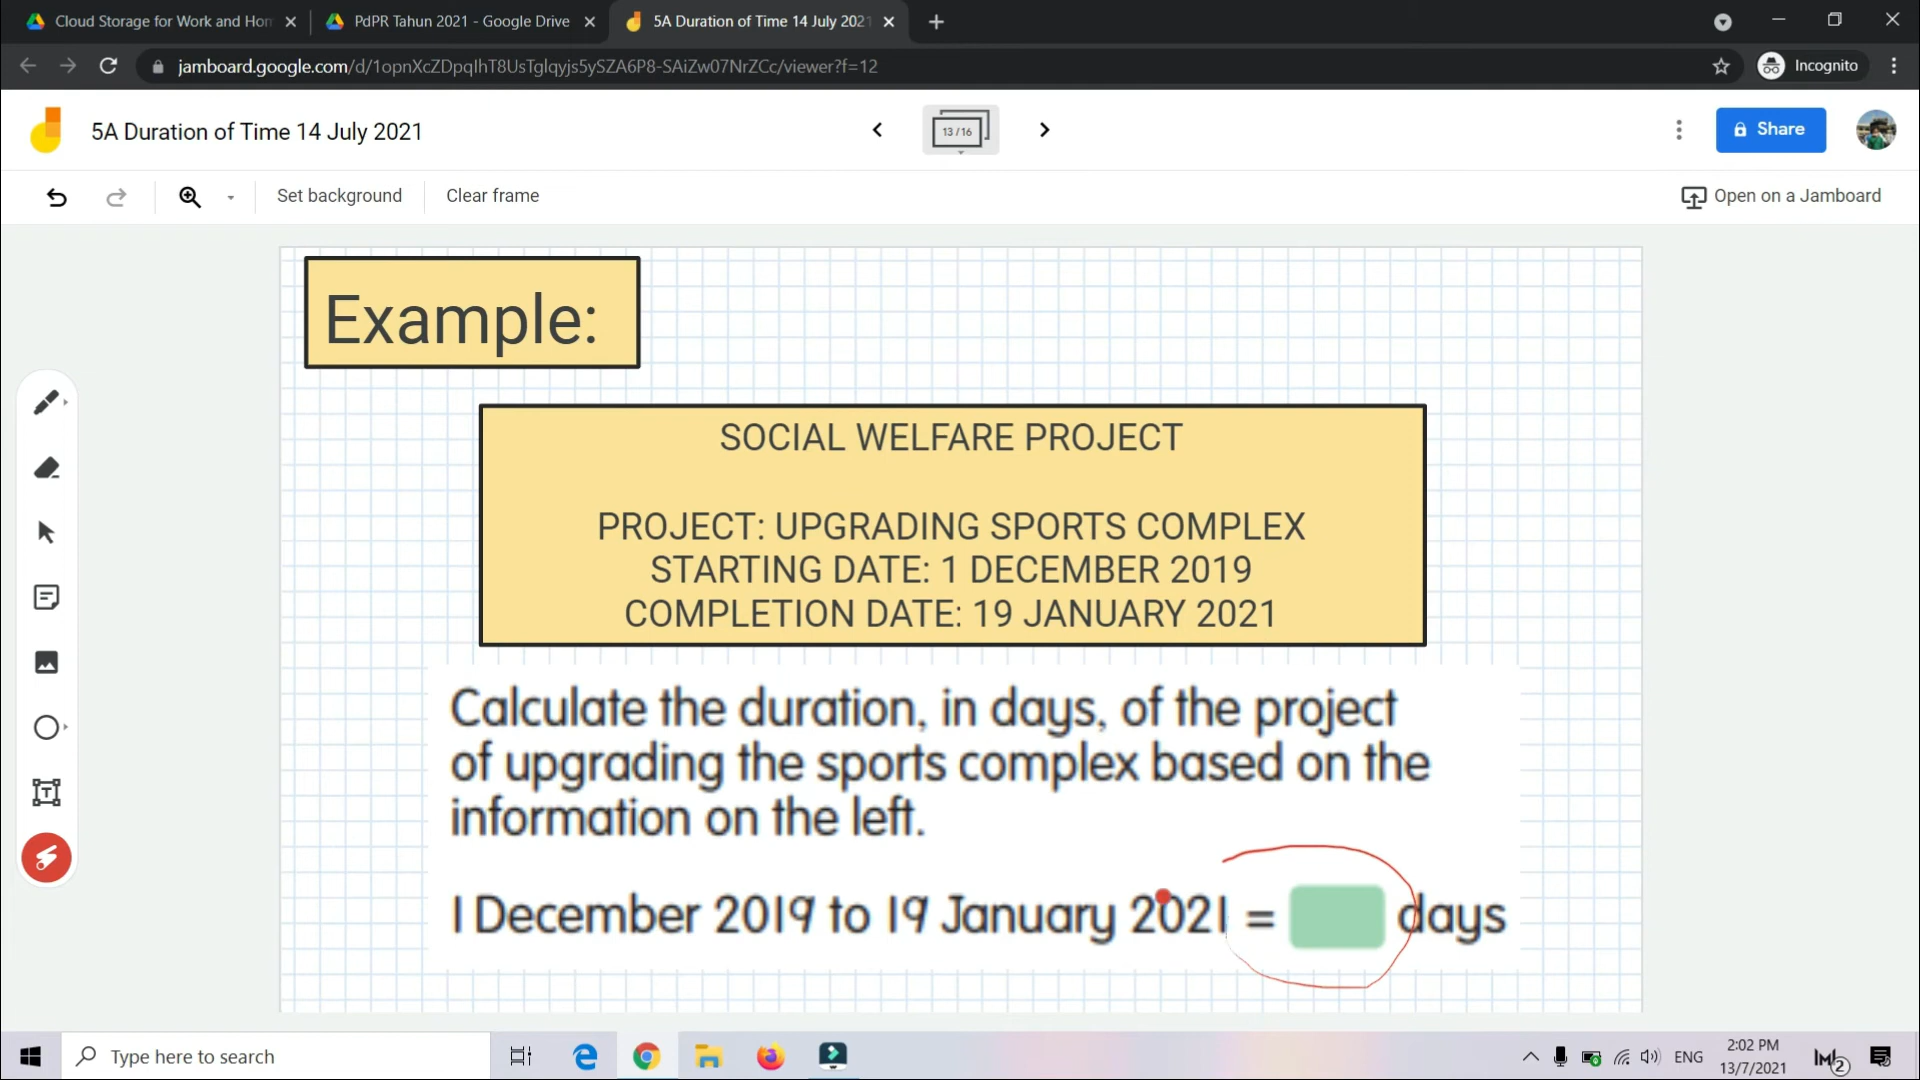 Cloud Storage for Work and Hom
PdPR Tahun 2021 - Google Drive
5A Duration of Time 14 July 2021
jamboard.google.com/d/1opnXcZDpqIhT8UsTglqyjs5ySZA6P8-SAiZw07NrZCc/viewer?f=12
Incognito
5A Duration of Time 14 July 2021
13 / 16
Share
Set background
Clear frame
Open on a Jamboard
Example:
SOCIAL WELFARE PROJECT
PROJECT: UPGRADING SPORTS COMPLEX
STARTING DATE: 1 DECEMBER 2019
COMPLETION DATE: 19 JANUARY 2021
Calculate the duration, in days, of the project
of upgrading the sports complex based on the
information on the left.
1 December 2019 to 19 January 2021 = days
Type here to search
ENG
2:02 PM
13/7/2021
2